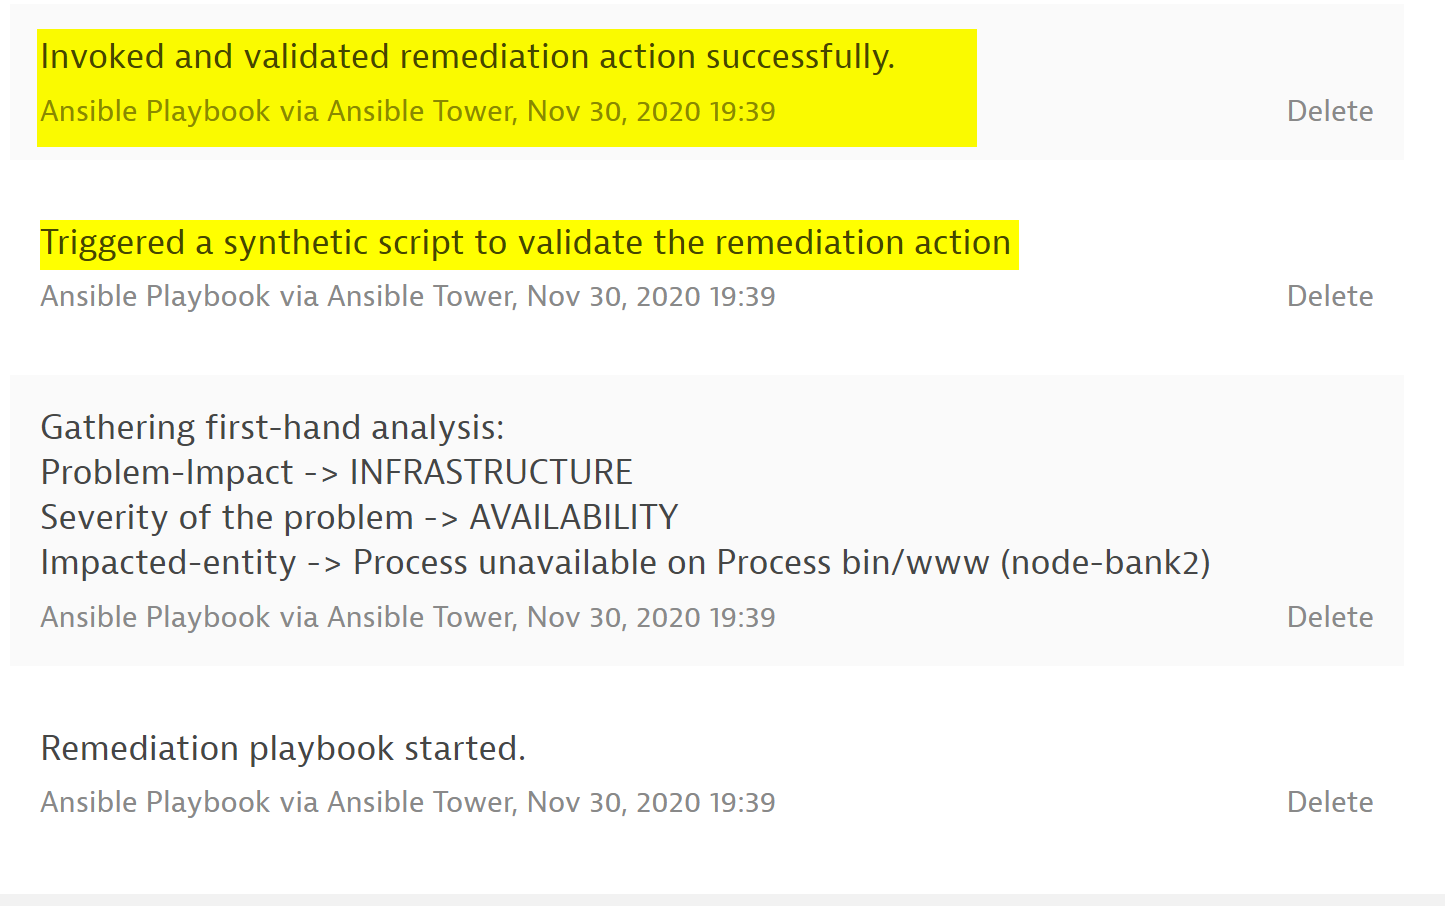 Invoked and validated remediation action successfully.
Ansible Playbook via Ansible Tower, Nov 30, 2020 19:39
Delete
Triggered a synthetic script to validate the remediation action
Ansible Playbook via Ansible Tower, Nov 30, 2020 19:39
Delete
Gathering first-hand analysis:
Problem-Impact -> INFRASTRUCTURE
Severity of the problem -> AVAILABILITY
Impacted-entity -> Process unavailable on Process bin/www (node-bank2)
Ansible Playbook via Ansible Tower, Nov 30, 2020 19:39
Delete
Remediation playbook started.
Ansible Playbook via Ansible Tower, Nov 30, 2020 19:39
Delete